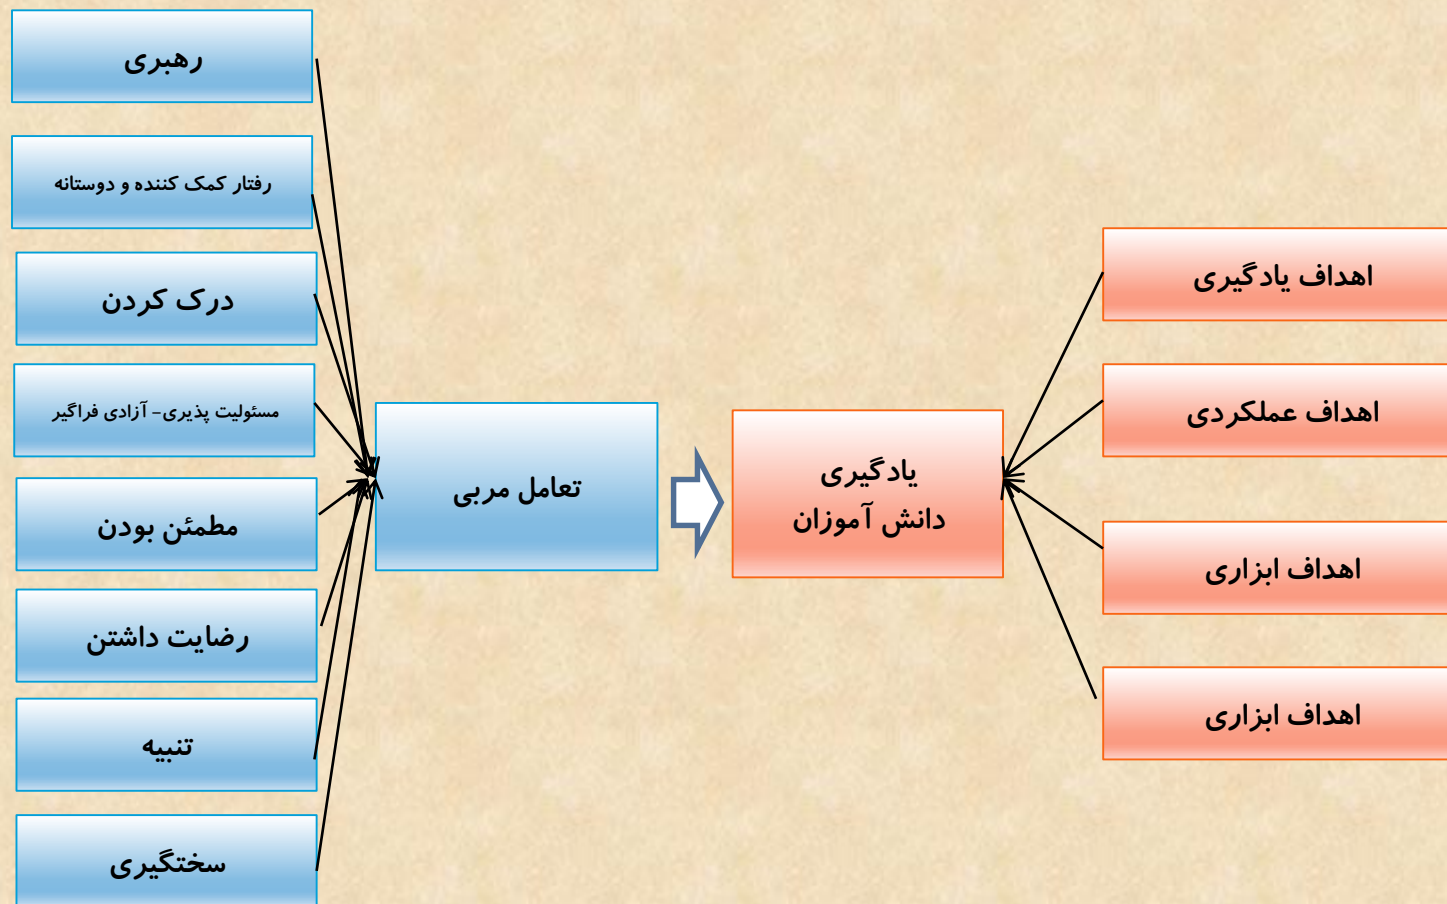 رهبری
رفتار کمک کننده و دوستانه
درک کردن
مسئولیت پذیری- آزادی فراگیر
مطمئن بودن
رضایت داشتن
تنبیه
سختگیری
تعامل مربی
یادگیری
دانش آموزان
اهداف یادگیری
اهداف عملکردی
اهداف ابزاری
اهداف ابزاری